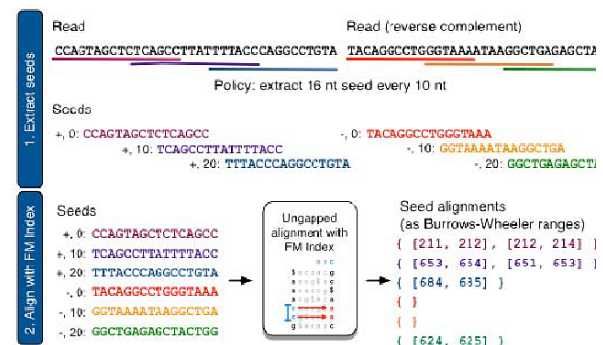 1. Extract seeds
Read
CCAGTAGCTCTCAGCCTTATTTTACCCAGGCCTGTA
Read (reverse complement)
TACAGGCCTGGGTAAAATAAGGCTGAGAGCTA
Policy: extract 16 nt seed every 10 nt
Seeds
+, 0: CCAGTAGCTCTCAGCC
+, 10: TCAGCCTTATTTTACC
+, 20: TTTACCCAGGCCTGTA
-, 0: TACAGGCCTGGGTAAA
-, 10: GGTAAAATAAGGCTGA
-, 20: GGCTGAGAGCTA
2. Align with FM Index
Seeds
+, 0: CCAGTAGCTCTCAGCC
+, 10: TCAGCCTTATTTTACC
+, 20: TTTACCCAGGCCTGTA
-, 0: TACAGGCCTGGGTAAA
-, 10: GGTAAAATAAGGCTGA
-, 20: GGCTGAGAGCTACTGG
Ungapped
alignment with
FM Index
Seed alignments
(as Burrows-Wheeler ranges)
{ [211, 212], [212, 214] }
{ [653, 654], [651, 653] }
{ [684, 685] }
{ }
{ }
{ [624, 625] }